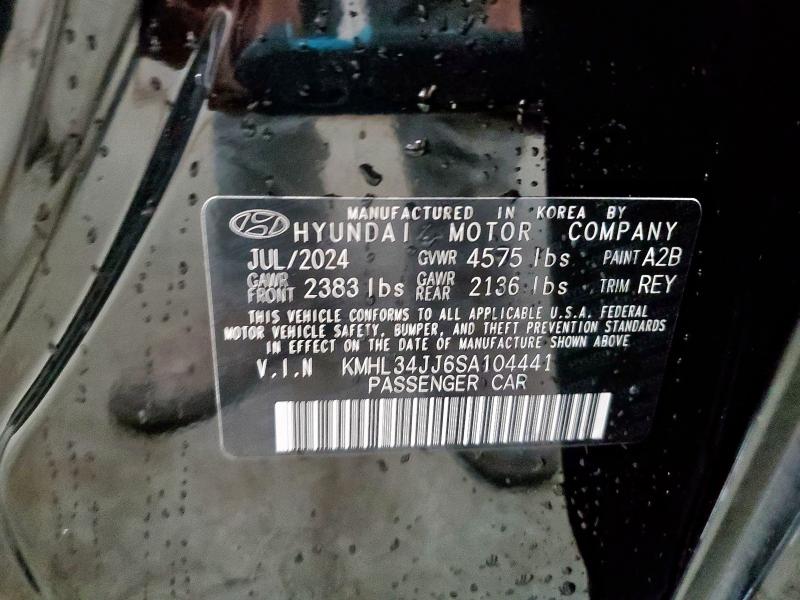 MANUFACTURED IN KOREA BY
HYUNDAI MOTOR COMPANY
JUL/2024 GVWR 4575 lbs PAINT A2B
GAWR FRONT 2383 lbs GAWR REAR 2136 lbs TRIM REY
THIS VEHICLE CONFORMS TO ALL APPLICABLE U.S.A. FEDERAL
MOTOR VEHICLE SAFETY, BUMPER, AND THEFT PREVENTION STANDARDS
IN EFFECT ON THE DATE OF MANUFACTURE SHOWN ABOVE
V.I.N KMHL34JJ6SA104441
PASSENGER CAR